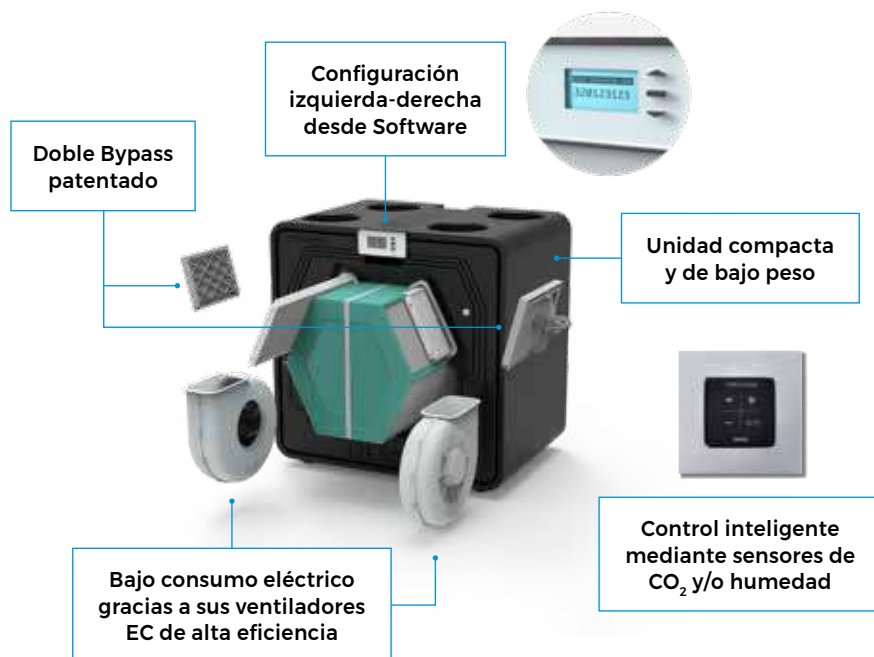 Configuración
izquierda-derecha
desde Software
Doble Bypass
patentado
Unidad compacta
y de bajo peso
Control inteligente
mediante sensores de
CO₂ y/o humedad
Bajo consumo eléctrico
gracias a sus ventiladores
EC de alta eficiencia